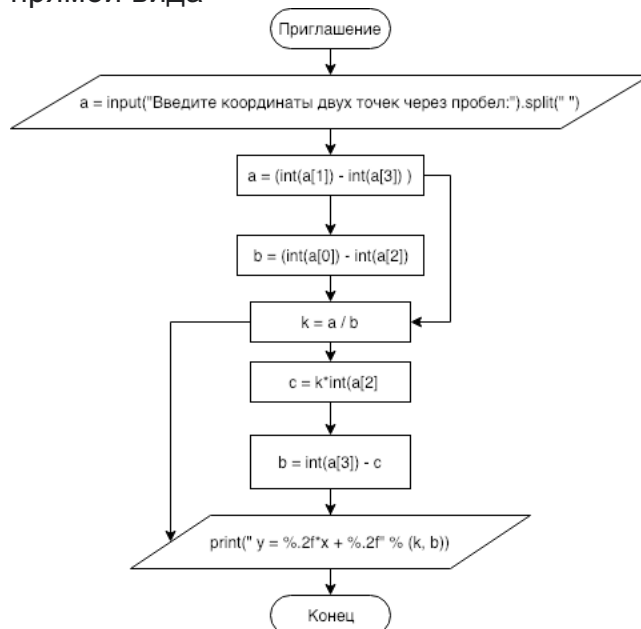 прямой вида
Приглашение
a = input("Введите координаты двух точек через пробел:").split(" ")
a = (int(a[1]) - int(a[3]) )
b = (int(a[0]) - int(a[2])
k = a / b
c = k*int(a[2]
b = int(a[3]) - c
print(" y = %.2f*x + %.2f" % (k, b))
Конец